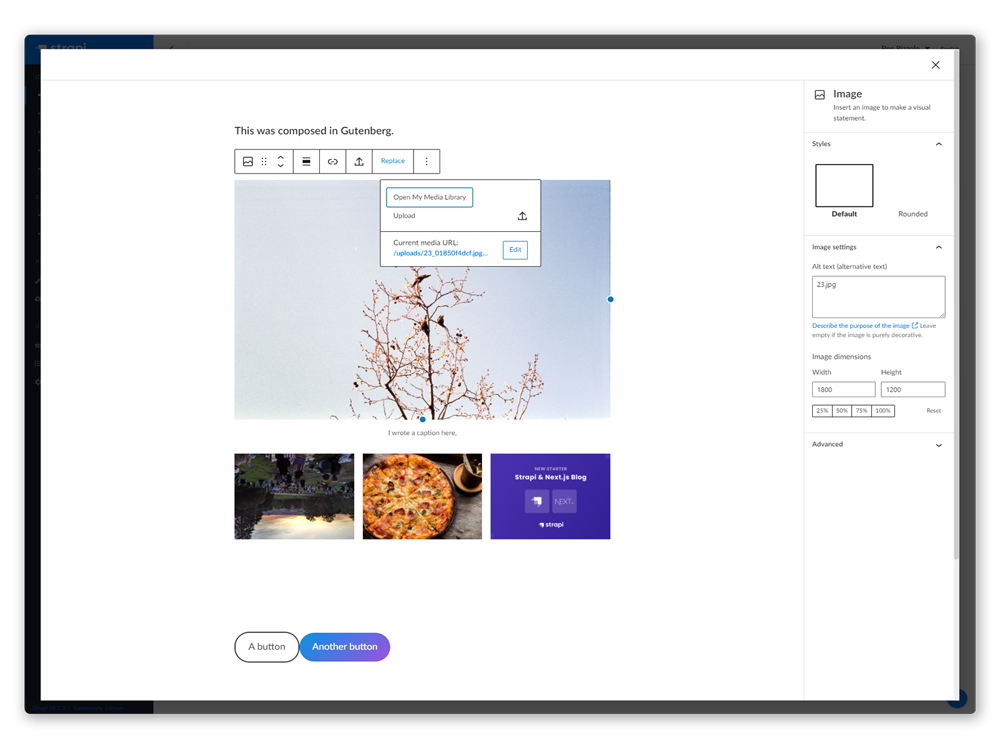 strapi
This was composed in Gutenberg.
Replace
Open My Media Library
Upload
Current media URL:
/uploads/23_01850f4dcf.jpg...
Edit
I wrote a caption here,
NEW STARTER
Strapi & Next.js Blog
NEXT
strapi
A button
Another button
Image
Insert an image to make a visual
statement.
Styles
Default
Rounded
Image settings
Alt text (alternative text)
23.jpg
Describe the purpose of the image Leave
empty if the image is purely decorative.
Image dimensions
Width
Height
1800
1200
25%
50%
75%
100%
Reset
Advanced